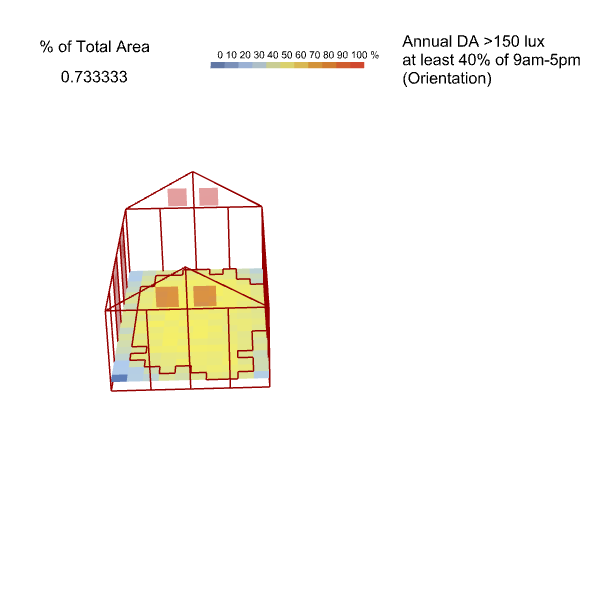 % of Total Area
0.733333
0 10 20 30 40 50 60 70 80 90 100 %
Annual DA >150 lux
at least 40% of 9am-5pm
(Orientation)